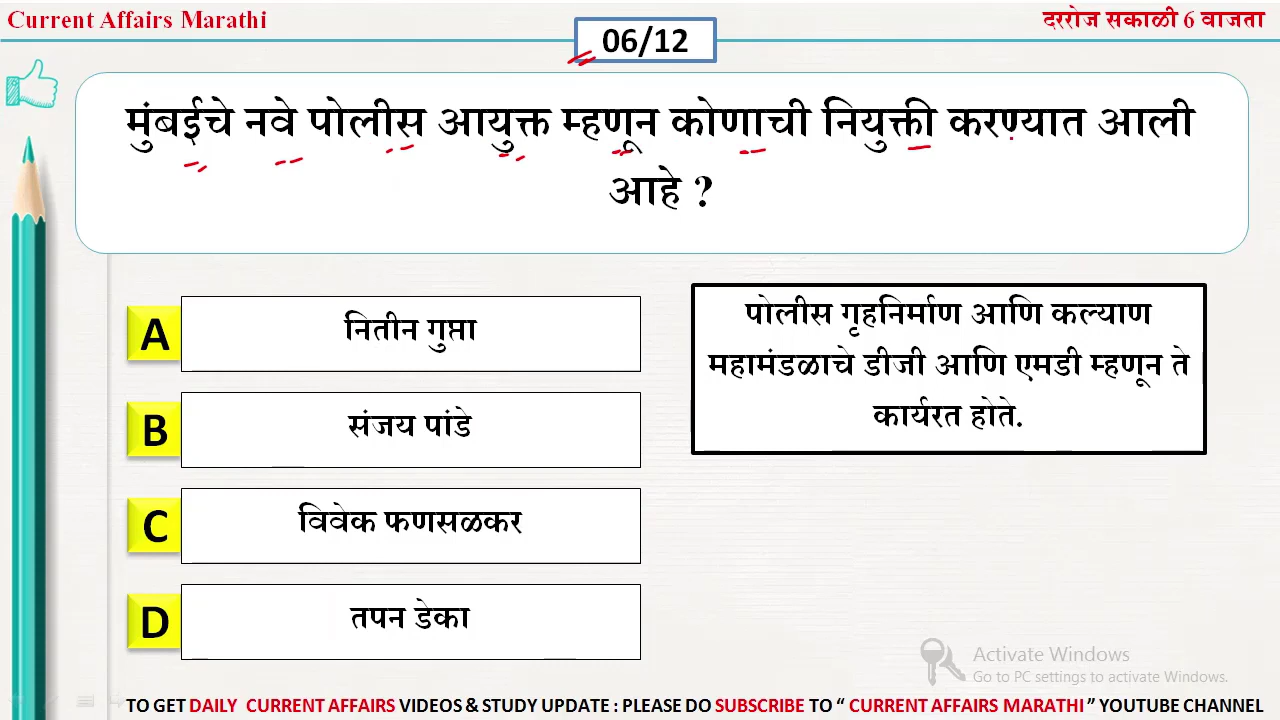 Current Affairs Marathi
दररोज सकाळी 6 वाजता
06/12
मुंबईचे नवे पोलीस आयुक्त म्हणून कोणाची नियुक्ती करण्यात आली
आहे ?
A
नितीन गुप्ता
B
संजय पांडे
C
विवेक फणसळकर
D
तपन डेका
पोलीस गृहनिर्माण आणि कल्याण
महामंडळाचे डीजी आणि एमडी म्हणून ते
कार्यरत होते.
Activate Windows
Go to PC settings to activate Windows.
TO GET DAILY CURRENT AFFAIRS VIDEOS & STUDY UPDATE : PLEASE DO SUBSCRIBE TO “ CURRENT AFFAIRS MARATHI ” YOUTUBE CHANNEL